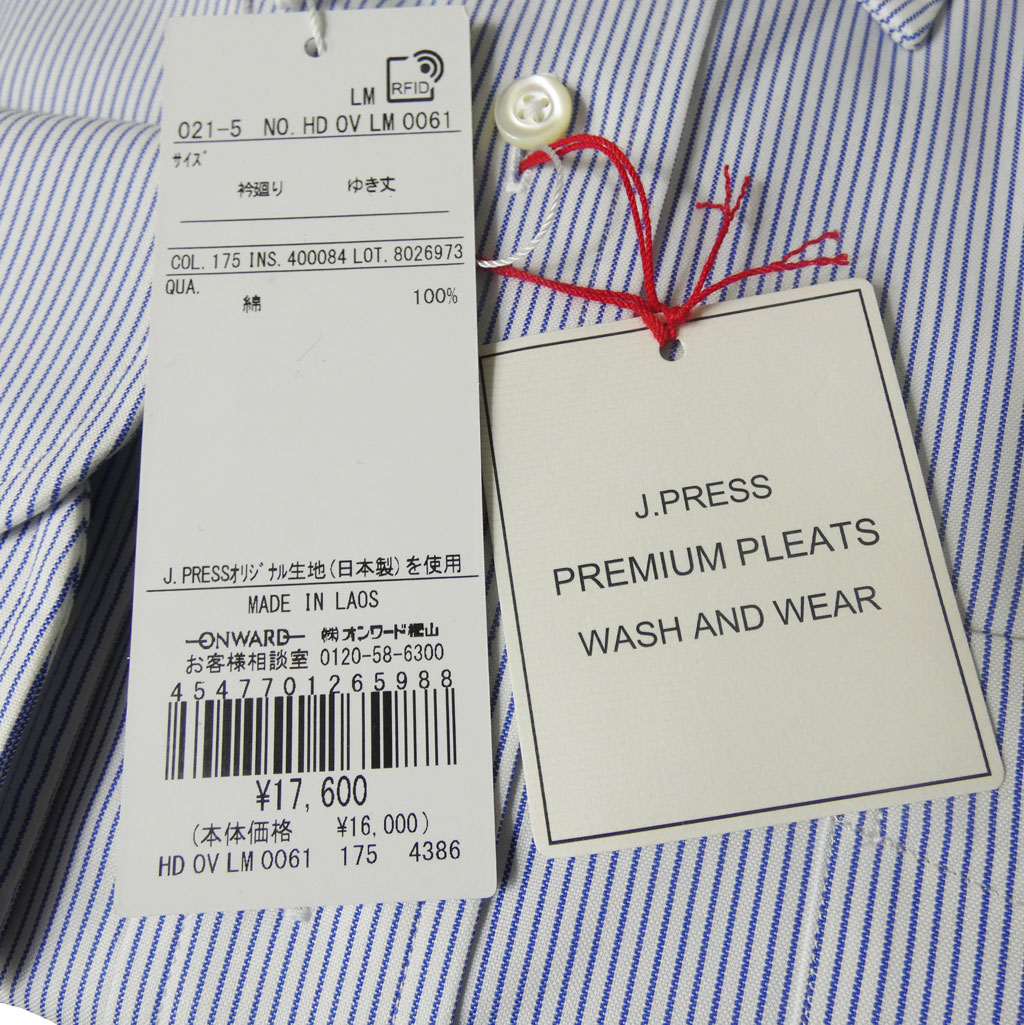 LM RFID
021-5 NO. HD OV LM 0061
サイズ
衿廻り ゆき丈
COL. 175 INS. 400084 LOT. 8026973
QUA.
綿 100%
J. PRESSオリジナル生地(日本製)を使用
MADE IN LAOS
ONWARD ㈱オンワード樫山
お客様相談室 0120-58-6300
4547701265988
¥17,600
(本体価格 ¥16,000)
HD OV LM 0061 175 4386
J.PRESS
PREMIUM PLEATS
WASH AND WEAR